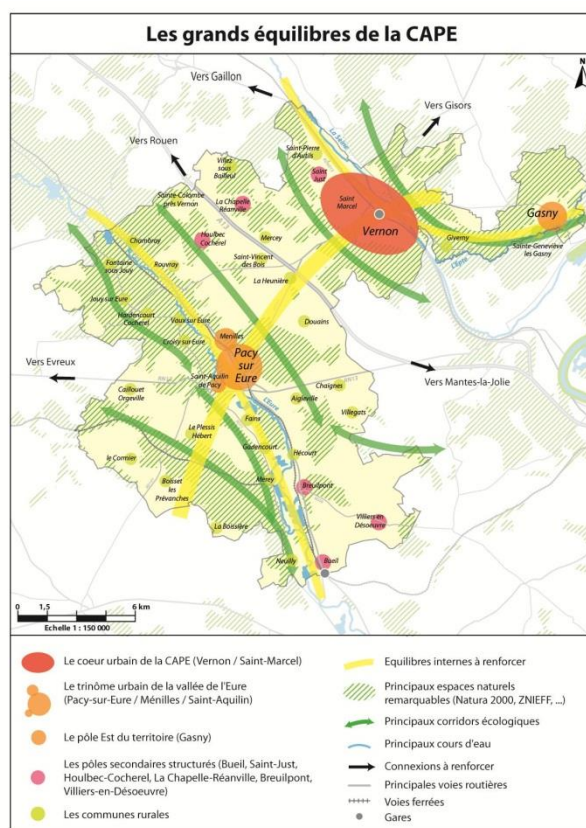 Les grands équilibres de la CAPE
N
Vers Gaillon
Vers Gisors
Vers Rouen
La Seine
Saint-Pierre
d'Autils
Villez
sous
Bailleul
Saint
Just
Sainte-Colombe
près Vernon
La Chapelle
Réanville
Saint
Marcel
Vernon
Gasny
Houlbec
Cocherel
Mercey
Giverny
Sainte-Geneviève
les Gasny
Chambray
Saint-Vincent
des Bois
L'Epte
Fontaine
sous Jouy
Rouvray
La Heunière
Jouy sur Eure
Hardencourt
Cocherel
Vaux sur Eure
Douains
Croisy sur Eure
Ménilles
Vers Evreux
Pacy
sur
Eure
Vers Mantes-la-Jolie
Saint-Aquilin
de Pacy
Caillouet
Orgeville
Chaignes
Aigleville
L'Eure
Villegats
Fains
Le Plessis
Hébert
Gadencourt
Hécourt
le Cormier
Merey
Boisset
les
Prévanches
Breuilpont
Villiers en
Désoeuvre
La Boissière
Neuilly
Bueil
0 1,5 6 km
Echelle 1 : 150 000
Le coeur urbain de la CAPE (Vernon / Saint-Marcel)
Le trinôme urbain de la vallée de l'Eure
(Pacy-sur-Eure / Ménilles / Saint-Aquilin)
Le pôle Est du territoire (Gasny)
Les pôles secondaires structurés (Bueil, Saint-Just,
Houlbec-Cocherel, La Chapelle-Réanville, Breuilpont,
Villiers-en-Désoeuvre)
Les communes rurales
Equilibres internes à renforcer
Principaux espaces naturels
remarquables (Natura 2000, ZNIEFF, ...)
Principaux corridors écologiques
Principaux cours d'eau
Connexions à renforcer
Principales voies routières
Voies ferrées
Gares